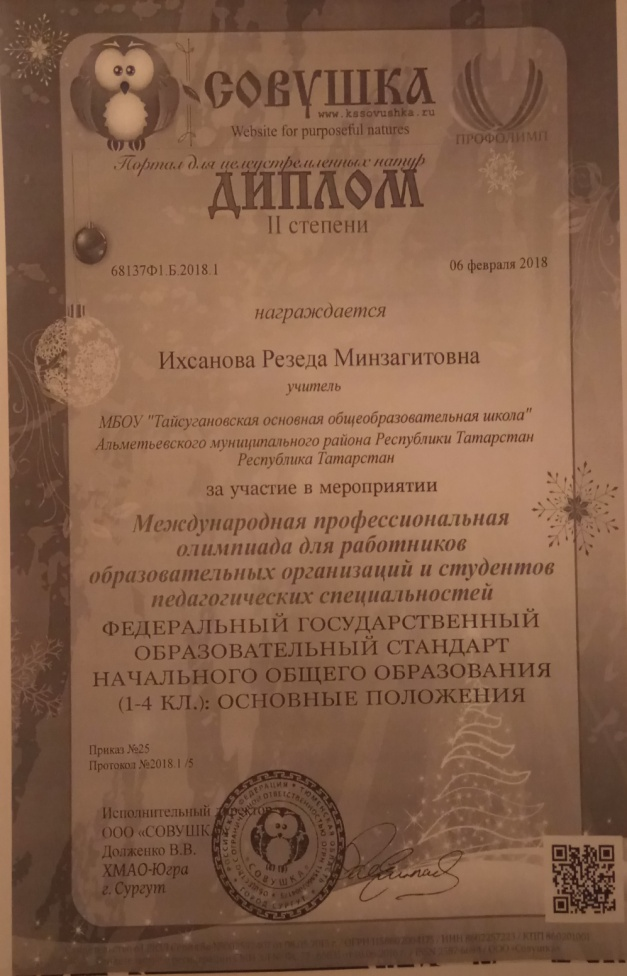 СОВУШКА
www.kssovushka.ru
Website for purposeful natures
ПРОФОЛИМП
Портал для целеустремленных натур
ДИПЛОМ
II степени
68137Ф1.Б.2018.1
06 февраля 2018
награждается
Ихсанова Резеда Минзагитовна
учитель
МБОУ "Тайсугановская основная общеобразовательная школа"
Альметьевского муниципального района Республики Татарстан
Республика Татарстан
за участие в мероприятии
Международная профессиональная
олимпиада для работников
образовательных организаций и студентов
педагогических специальностей
ФЕДЕРАЛЬНЫЙ ГОСУДАРСТВЕННЫЙ
ОБРАЗОВАТЕЛЬНЫЙ СТАНДАРТ
НАЧАЛЬНОГО ОБЩЕГО ОБРАЗОВАНИЯ
(1-4 КЛ.): ОСНОВНЫЕ ПОЛОЖЕНИЯ
Приказ №25
Протокол №2018.1 /5
Исполнительный директор
ООО «СОВУШК
Долженко В.В.
ХМАО-Югра
г. Сургут
«СОВУШКА»